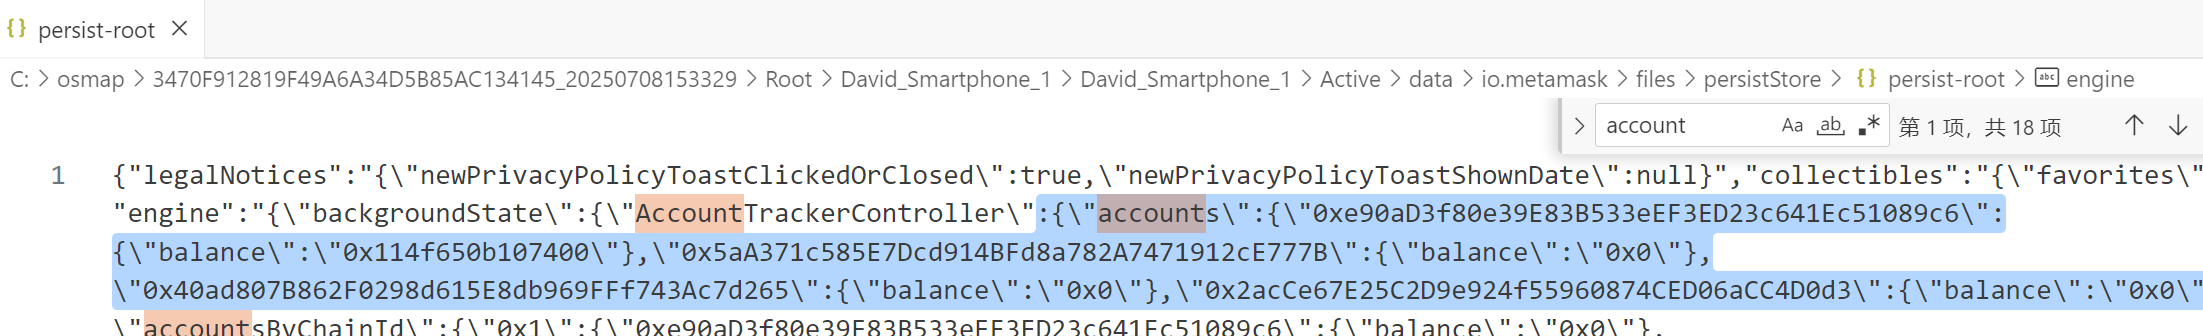 {} persist-root ×
C: > osmap > 3470F912819F49A6A34D5B85AC134145_20250708153329 > Root > David_Smartphone_1 > David_Smartphone_1 > Active > data > io.metamask > files > persistStore > {} persist-root > abc engine
> account Aa ab .* 第 1 项，共 18 项 ↑ ↓
1 {"legalNotices":"{\"newPrivacyPolicyToastClickedOrClosed\":true,\"newPrivacyPolicyToastShownDate\":null}","collectibles":"{\"favorites\"
"engine":"{\"backgroundState\":{\"AccountTrackerController\":{\"accounts\":{\"0xe90aD3f80e39E83B533eEF3ED23c641Ec51089c6\":
{\"balance\":\"0x114f650b107400\"},\"0x5aA371c585E7Dcd914BFd8a782A7471912cE777B\":{\"balance\":\"0x0\"},
\"0x40ad807B862F0298d615E8db969FFf743Ac7d265\":{\"balance\":\"0x0\"},\"0x2acCe67E25C2D9e924f55960874CED06aCC4D0d3\":{\"balance\":\"0x0\"
\"accountsByChainId\":{\"0x1\":{\"0xe90aD3f80e39E83B533eEF3ED23c641Ec51089c6\":{\"balance\":\"0x0\"},